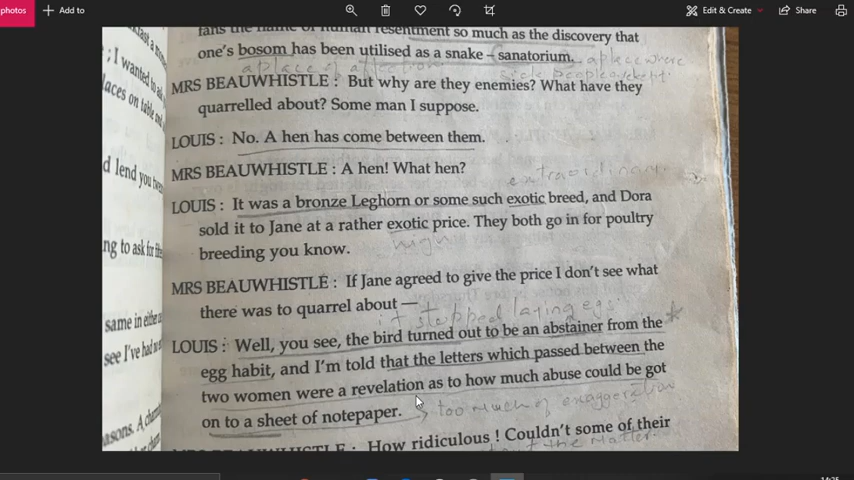 photos
Add to
Edit & Create
Share
fans the name of human resentment so much as the discovery that
one's bosom has been utilised as a snake – sanatorium.
a place where
a place of affection
sick people kept.
; I wanted to
MRS BEAUWHISTLE : But why are they enemies? What have they
quarrelled about? Some man I suppose.
LOUIS : No. A hen has come between them.
d lend you
MRS BEAUWHISTLE : A hen! What hen?
extraordinary
LOUIS : It was a bronze Leghorn or some such exotic breed, and Dora
sold it to Jane at a rather exotic price. They both go in for poultry
ng to ask for
high
breeding you know.
MRS BEAUWHISTLE : If Jane agreed to give the price I don't see what
there was to quarrel about —
it stopped laying egs.
same in either
LOUIS : Well, you see, the bird turned out to be an abstainer from the *
see I've had
egg habit, and I'm told that the letters which passed between the
two women were a revelation as to how much abuse could be got
on to a sheet of notepaper.
too much of exaggeration
asons. A
: How ridiculous ! Couldn't some of their
the matter.
14:25